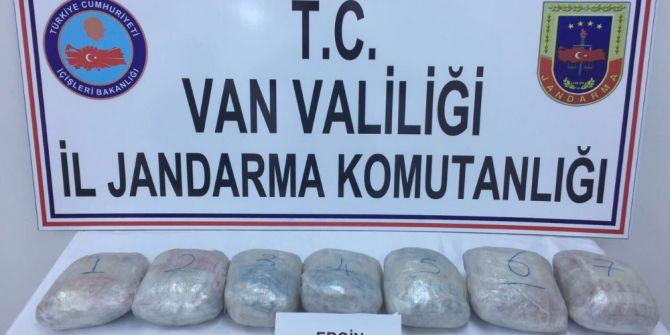 T.C.
VAN VALİLİĞİ
İL JANDARMA KOMUTANLIĞI
TÜRKİYE CUMHURİYETİ
İÇİŞLERİ BAKANLIĞI
JANDARMA
1 2 3 4 5 6 7